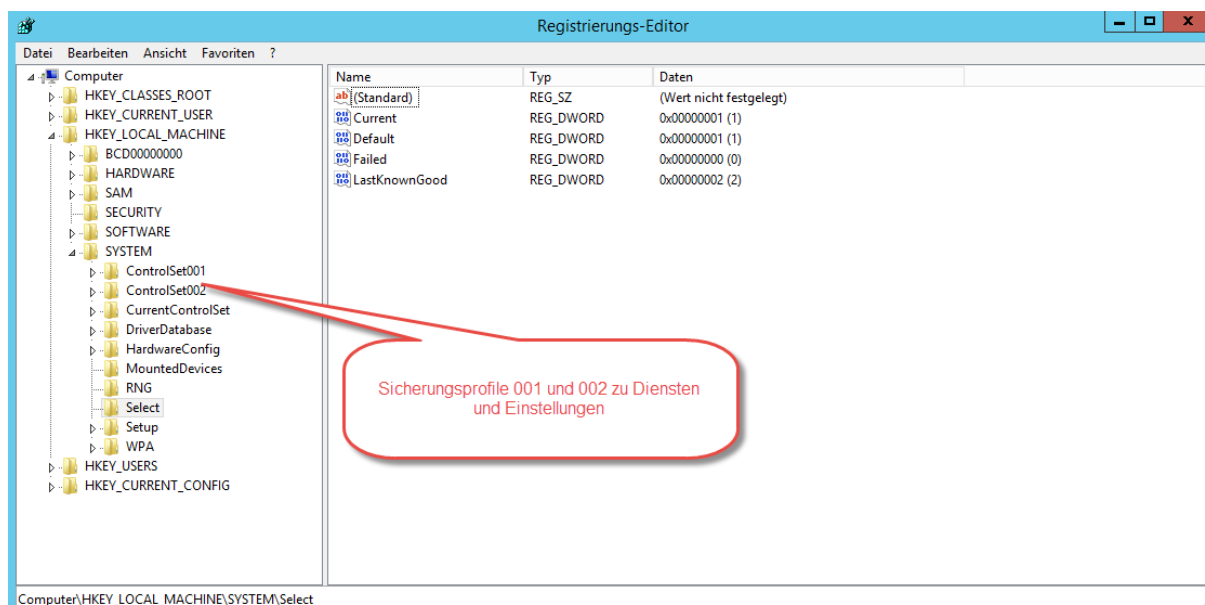 Registrierungs-Editor
Datei Bearbeiten Ansicht Favoriten ?
Computer
HKEY_CLASSES_ROOT
HKEY_CURRENT_USER
HKEY_LOCAL_MACHINE
BCD00000000
HARDWARE
SAM
SECURITY
SOFTWARE
SYSTEM
ControlSet001
ControlSet002
CurrentControlSet
DriverDatabase
HardwareConfig
MountedDevices
RNG
Select
Setup
WPA
HKEY_USERS
HKEY_CURRENT_CONFIG
Name Typ Daten
(Standard) REG_SZ (Wert nicht festgelegt)
Current REG_DWORD 0x00000001 (1)
Default REG_DWORD 0x00000001 (1)
Failed REG_DWORD 0x00000000 (0)
LastKnownGood REG_DWORD 0x00000002 (2)
Sicherungsprofile 001 und 002 zu Diensten
und Einstellungen
Computer\HKEY_LOCAL_MACHINE\SYSTEM\Select